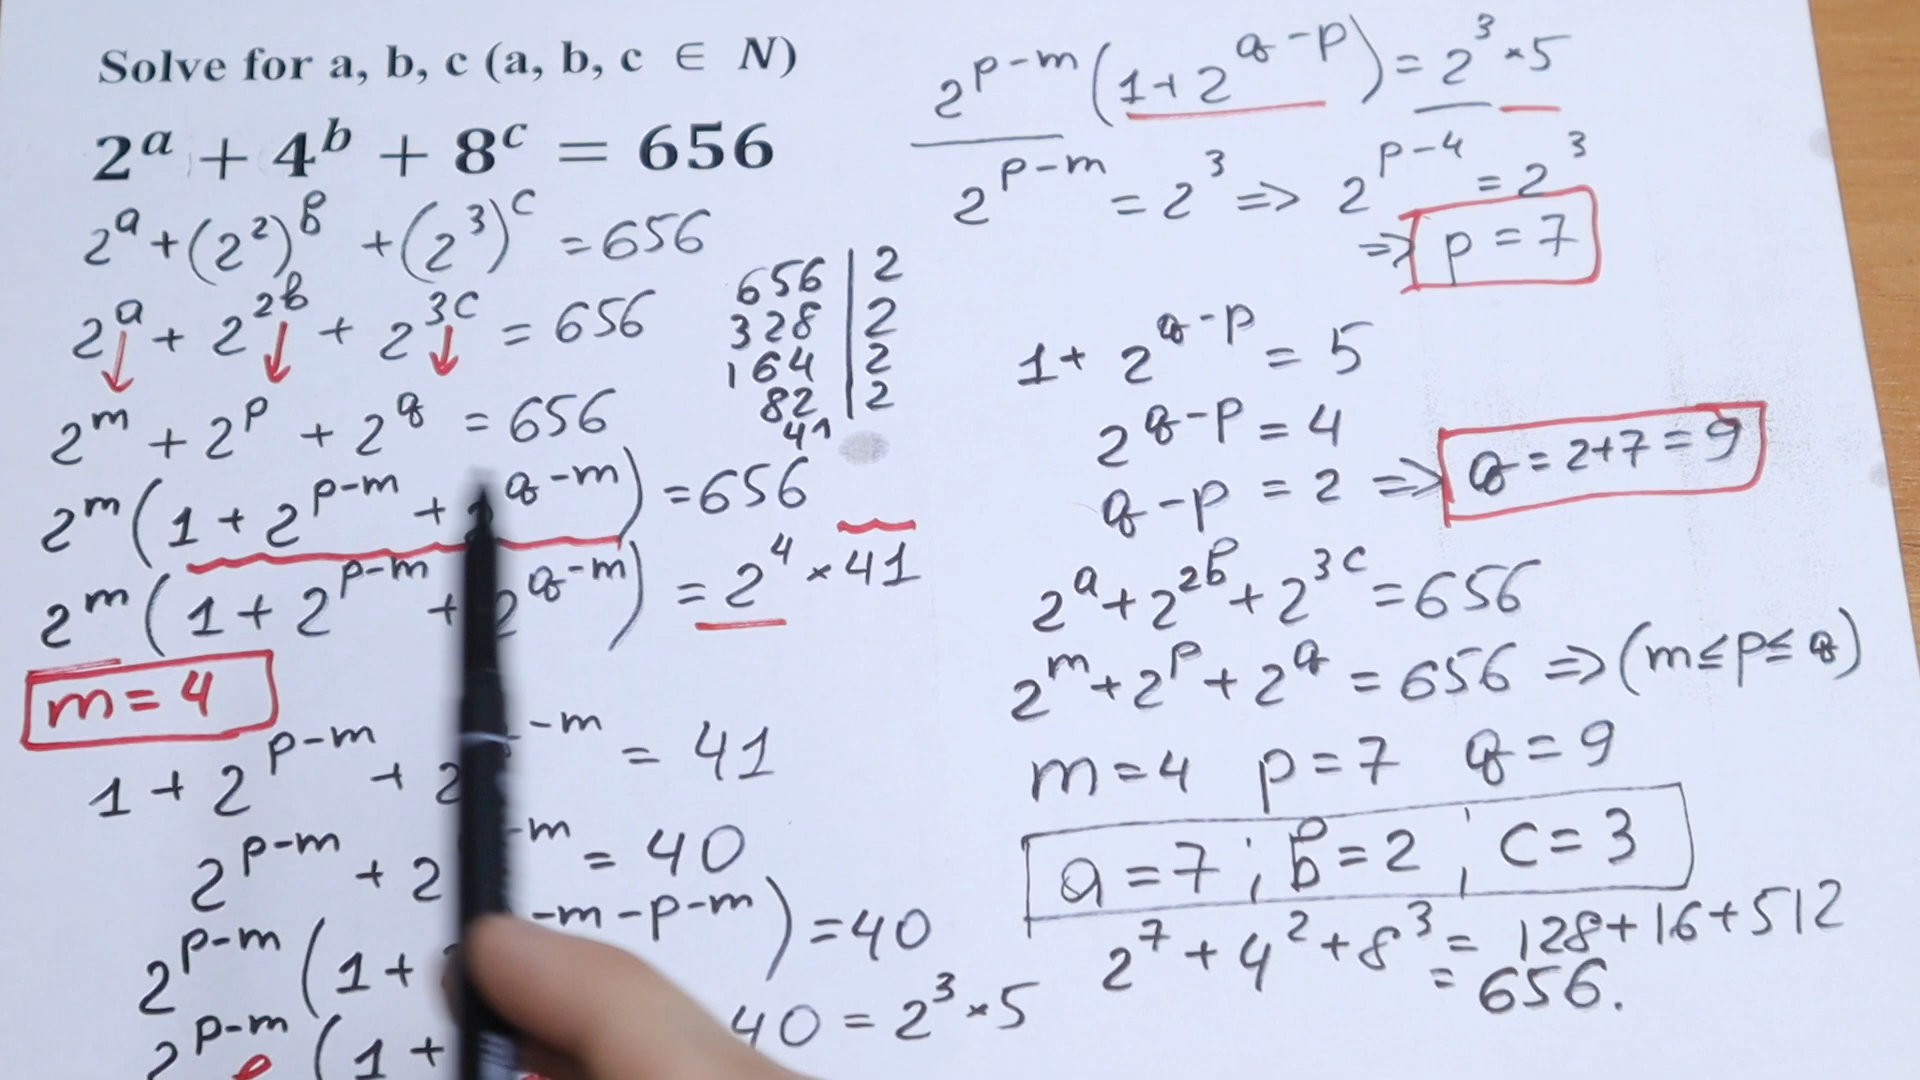 Solve for a, b, c (a, b, c ∈ N)
2^a + 4^b + 8^c = 656
2^a + (2^2)^b + (2^3)^c = 656
2^a + 2^2b + 2^3c = 656
2^m + 2^p + 2^q = 656
656 | 2
328 | 2
164 | 2
82 | 2
41
2^m (1 + 2^p-m + 2^q-m) = 656
2^m (1 + 2^p-m + 2^q-m) = 2^4 × 41
m = 4
1 + 2^p-m + 2^-m = 41
2^p-m + 2^-m = 40
2^p-m (1 + -m-p-m) = 40
40 = 2^3 × 5
2^p-m (1 +
2^p-m (1 + 2^q-p) = 2^3 × 5
2^p-m = 2^3 => 2^p-4 = 2^3
=> p = 7
1 + 2^q-p = 5
2^q-p = 4
q - p = 2 => q = 2+7 = 9
2^a + 2^2b + 2^3c = 656
2^m + 2^p + 2^q = 656 => (m ≤ p ≤ q)
m = 4 p = 7 q = 9
a = 7 ; b = 2 ; c = 3
2^7 + 4^2 + 8^3 = 128 + 16 + 512
= 656.